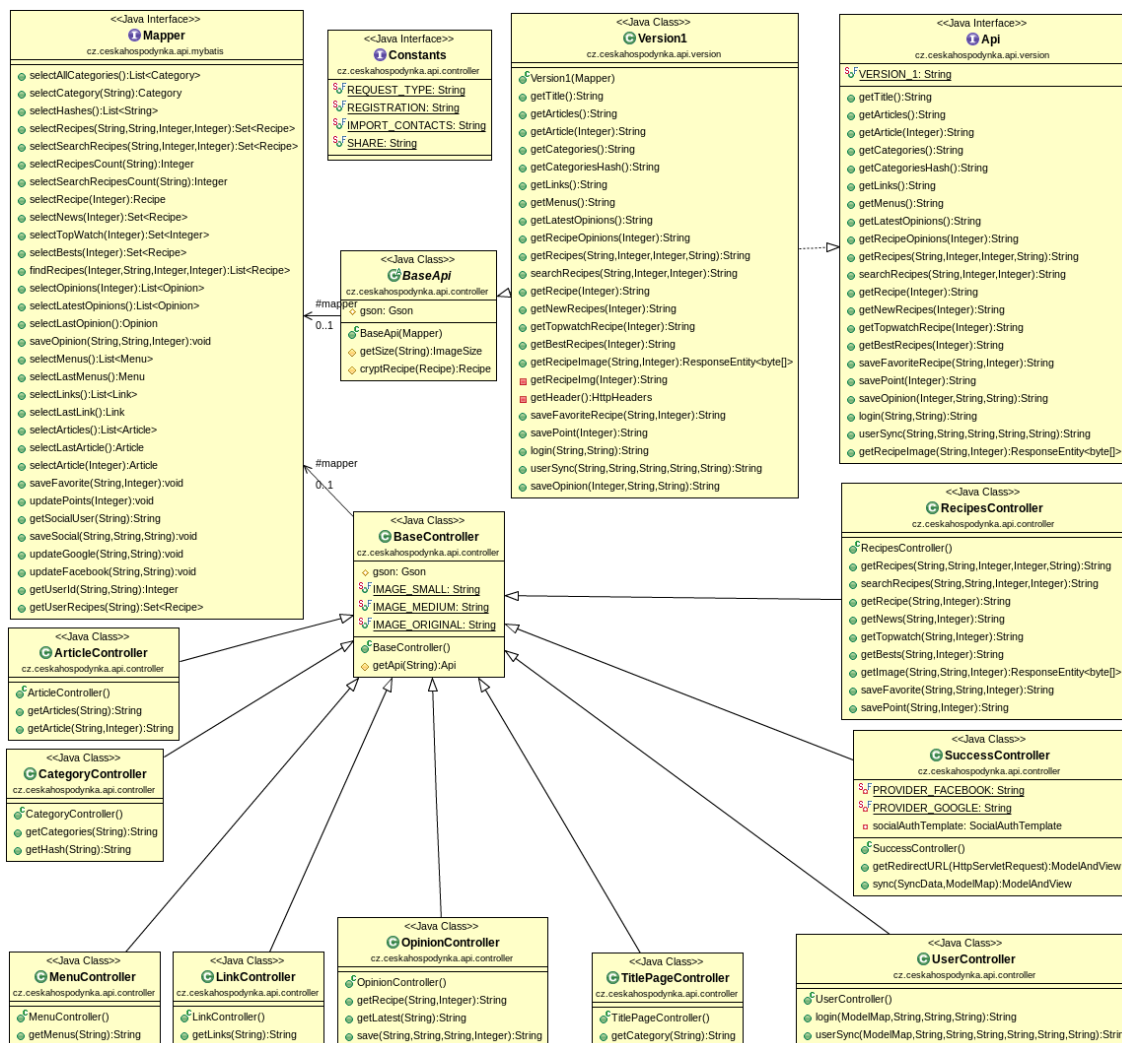 <<Java Interface>>
Mapper
cz.ceskahospodynka.api.mybatis
selectAllCategories():List<Category>
selectCategory(String):Category
selectHashes():List<String>
selectRecipes(String,String,Integer,Integer):Set<Recipe>
selectSearchRecipes(String,Integer,Integer):Set<Recipe>
selectRecipesCount(String):Integer
selectSearchRecipesCount(String):Integer
selectRecipe(Integer):Recipe
selectNews(Integer):Set<Recipe>
selectTopWatch(Integer):Set<Integer>
selectBests(Integer):Set<Recipe>
findRecipes(Integer,String,Integer,Integer):List<Recipe>
selectOpinions(Integer):List<Opinion>
selectLatestOpinions():List<Opinion>
selectLastOpinion():Opinion
saveOpinion(String,String,Integer):void
selectMenus():List<Menu>
selectLastMenus():Menu
selectLinks():List<Link>
selectLastLink():Link
selectArticles():List<Article>
selectLastArticle():Article
selectArticle(Integer):Article
saveFavorite(String,Integer):void
updatePoints(Integer):void
getSocialUser(String):String
saveSocial(String,String,String):void
updateGoogle(String,String):void
updateFacebook(String,String):void
getUserId(String,String):Integer
getUserRecipes(String):Set<Recipe>
<<Java Interface>>
Constants
cz.ceskahospodynka.api.controller
REQUEST_TYPE: String
REGISTRATION: String
IMPORT_CONTACTS: String
SHARE: String
<<Java Class>>
Version1
cz.ceskahospodynka.api.version
Version1(Mapper)
getTitle():String
getArticles():String
getArticle(Integer):String
getCategories():String
getCategoriesHash():String
getLinks():String
getMenus():String
getLatestOpinions():String
getRecipeOpinions(Integer):String
getRecipes(String,Integer,Integer,String):String
searchRecipes(String,Integer,Integer):String
getRecipe(Integer):String
getNewRecipes(Integer):String
getTopwatchRecipe(Integer):String
getBestRecipes(Integer):String
getRecipeImage(String,Integer):ResponseEntity<byte[]>
getRecipeImg(Integer):String
getHeader():HttpHeaders
saveFavoriteRecipe(String,Integer):String
savePoint(Integer):String
login(String,String):String
userSync(String,String,String,String,String):String
saveOpinion(Integer,String,String):String
<<Java Interface>>
Api
cz.ceskahospodynka.api.version
VERSION_1: String
getTitle():String
getArticles():String
getArticle(Integer):String
getCategories():String
getCategoriesHash():String
getLinks():String
getMenus():String
getLatestOpinions():String
getRecipeOpinions(Integer):String
getRecipes(String,Integer,Integer,String):String
searchRecipes(String,Integer,Integer):String
getRecipe(Integer):String
getNewRecipes(Integer):String
getTopwatchRecipe(Integer):String
getBestRecipes(Integer):String
saveFavoriteRecipe(String,Integer):String
savePoint(Integer):String
saveOpinion(Integer,String,String):String
login(String,String):String
userSync(String,String,String,String,String):String
getRecipeImage(String,Integer):ResponseEntity<byte[]>
<<Java Class>>
BaseApi
cz.ceskahospodynka.api.controller
gson: Gson
BaseApi(Mapper)
getSize(String):ImageSize
cryptRecipe(Recipe):Recipe
#mapper
0..1
#mapper
0..1
<<Java Class>>
BaseController
cz.ceskahospodynka.api.controller
gson: Gson
IMAGE_SMALL: String
IMAGE_MEDIUM: String
IMAGE_ORIGINAL: String
BaseController()
getApi(String):Api
<<Java Class>>
RecipesController
cz.ceskahospodynka.api.controller
RecipesController()
getRecipes(String,String,Integer,Integer,String):String
searchRecipes(String,String,Integer,Integer):String
getRecipe(String,Integer):String
getNews(String,Integer):String
getTopwatch(String,Integer):String
getBests(String,Integer):String
getImage(String,String,Integer):ResponseEntity<byte[]>
saveFavorite(String,String,Integer):String
savePoint(String,Integer):String
<<Java Class>>
ArticleController
cz.ceskahospodynka.api.controller
ArticleController()
getArticles(String):String
getArticle(String,Integer):String
<<Java Class>>
CategoryController
cz.ceskahospodynka.api.controller
CategoryController()
getCategories(String):String
getHash(String):String
<<Java Class>>
SuccessController
cz.ceskahospodynka.api.controller
PROVIDER_FACEBOOK: String
PROVIDER_GOOGLE: String
socialAuthTemplate: SocialAuthTemplate
SuccessController()
getRedirectURL(HttpServletRequest):ModelAndView
sync(SyncData,ModelMap):ModelAndView
<<Java Class>>
MenuController
cz.ceskahospodynka.api.controller
MenuController()
getMenus(String):String
<<Java Class>>
LinkController
cz.ceskahospodynka.api.controller
LinkController()
getLinks(String):String
<<Java Class>>
OpinionController
cz.ceskahospodynka.api.controller
OpinionController()
getRecipe(String,Integer):String
getLatest(String):String
save(String,String,String,Integer):String
<<Java Class>>
TitlePageController
cz.ceskahospodynka.api.controller
TitlePageController()
getCategory(String):String
<<Java Class>>
UserController
cz.ceskahospodynka.api.controller
UserController()
login(ModelMap,String,String,String):String
userSync(ModelMap,String,String,String,String,String,String):Strin